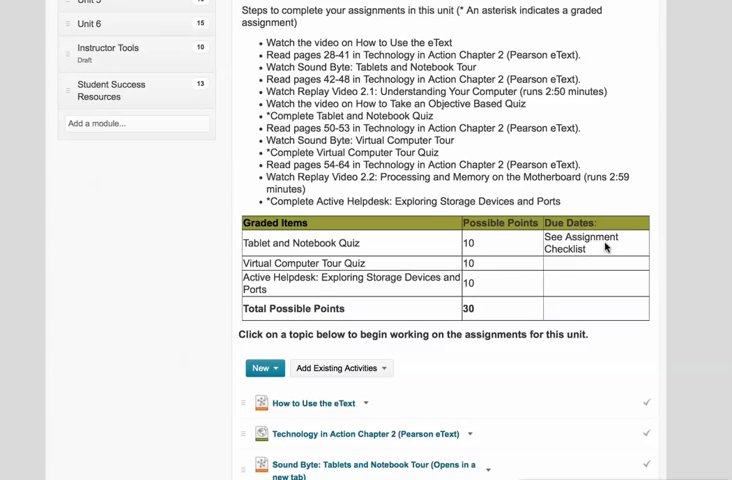 Steps to complete your assignments in this unit (* An asterisk indicates a graded
assignment)
Unit 6
15
Instructor Tools
10
Draft
Student Success
Resources
13
Add a module...
• Watch the video on How to Use the eText
• Read pages 28-41 in Technology in Action Chapter 2 (Pearson eText).
• Watch Sound Byte: Tablets and Notebook Tour
• Read pages 42-48 in Technology in Action Chapter 2 (Pearson eText).
• Watch Replay Video 2.1: Understanding Your Computer (runs 2:50 minutes)
• Watch the video on How to Take an Objective Based Quiz
• *Complete Tablet and Notebook Quiz
• Read pages 50-53 in Technology in Action Chapter 2 (Pearson eText).
• Watch Sound Byte: Virtual Computer Tour
• *Complete Virtual Computer Tour Quiz
• Read pages 54-64 in Technology in Action Chapter 2 (Pearson eText).
• Watch Replay Video 2.2: Processing and Memory on the Motherboard (runs 2:59
minutes)
• *Complete Active Helpdesk: Exploring Storage Devices and Ports
Graded Items Possible Points Due Dates:
Tablet and Notebook Quiz 10 See Assignment
Checklist
Virtual Computer Tour Quiz 10
Active Helpdesk: Exploring Storage Devices and
Ports 10
Total Possible Points 30
Click on a topic below to begin working on the assignments for this unit.
New Add Existing Activities
How to Use the eText
Technology in Action Chapter 2 (Pearson eText)
Sound Byte: Tablets and Notebook Tour (Opens in a
new tab)